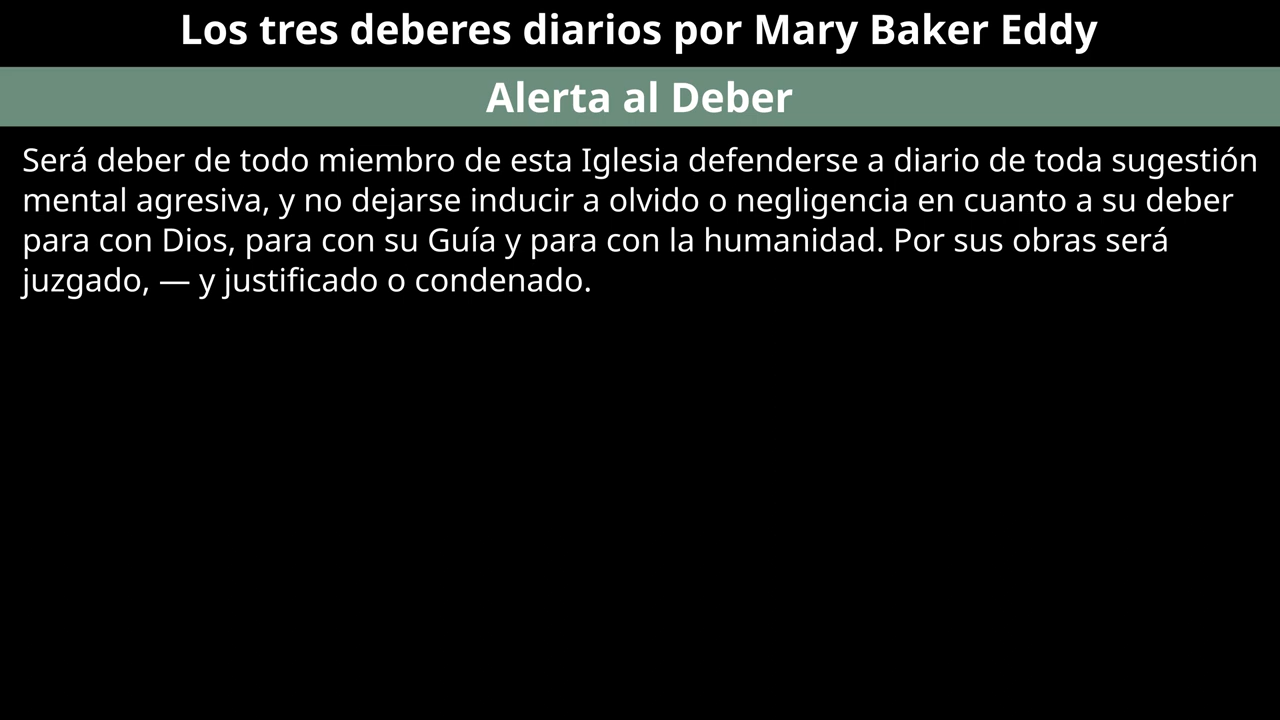 Los tres deberes diarios por Mary Baker Eddy
Alerta al Deber
Será deber de todo miembro de esta Iglesia defenderse a diario de toda sugestión
mental agresiva, y no dejarse inducir a olvido o negligencia en cuanto a su deber
para con Dios, para con su Guía y para con la humanidad. Por sus obras será
juzgado, — y justificado o condenado.